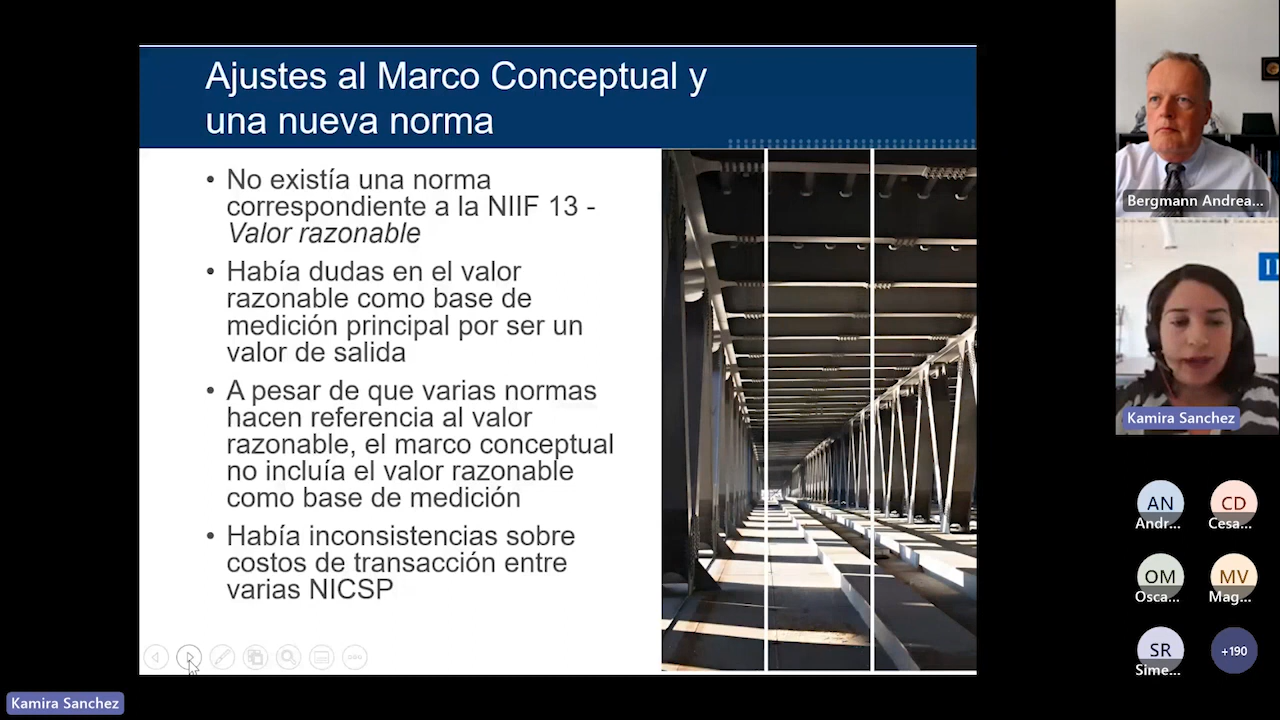 Ajustes al Marco Conceptual y
una nueva norma
• No existía una norma
correspondiente a la NIIF 13 -
Valor razonable
• Había dudas en el valor
razonable como base de
medición principal por ser un
valor de salida
• A pesar de que varias normas
hacen referencia al valor
razonable, el marco conceptual
no incluía el valor razonable
como base de medición
• Había inconsistencias sobre
costos de transacción entre
varias NICSP
Bergmann Andrea...
Kamira Sanchez
AN
Andr...
CD
Cesa...
OM
Osca...
MV
Mag...
SR
Sime...
+190
Kamira Sanchez